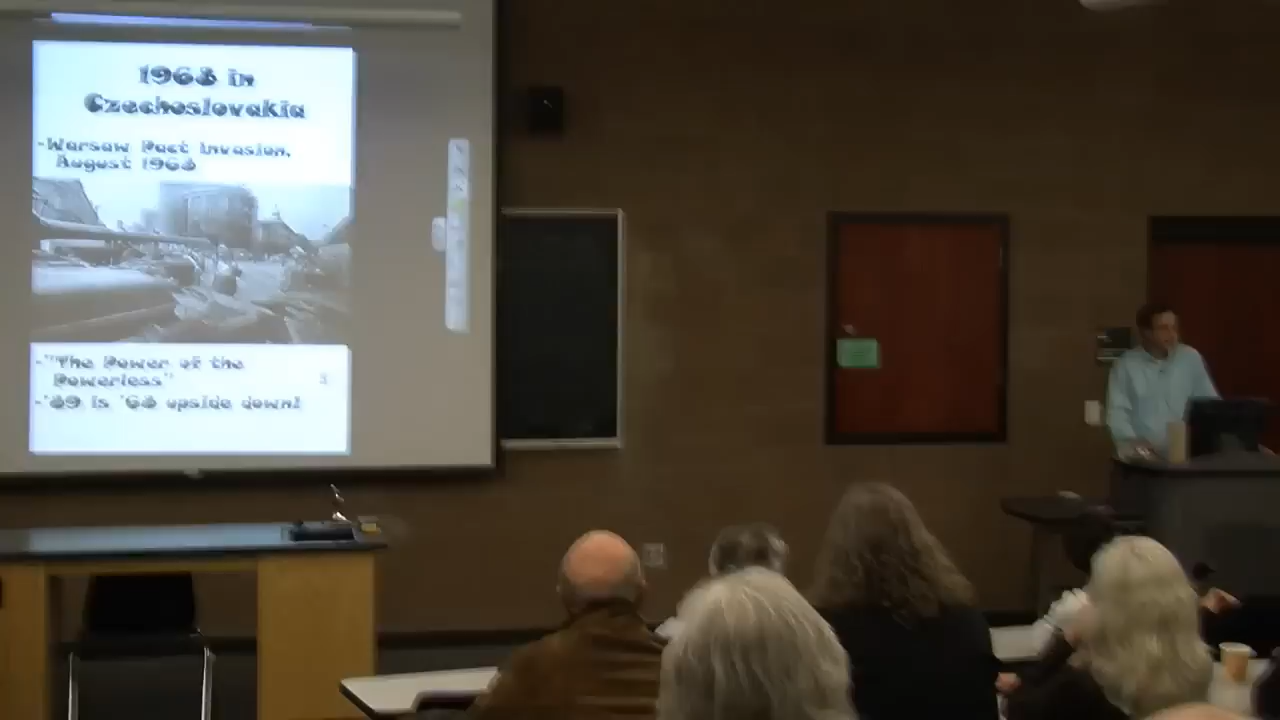 1968 in
Czechoslovakia
-Warsaw Pact Invasion,
August 1968
-"The Power of the
Powerless"
-'89 is '68 upside down!